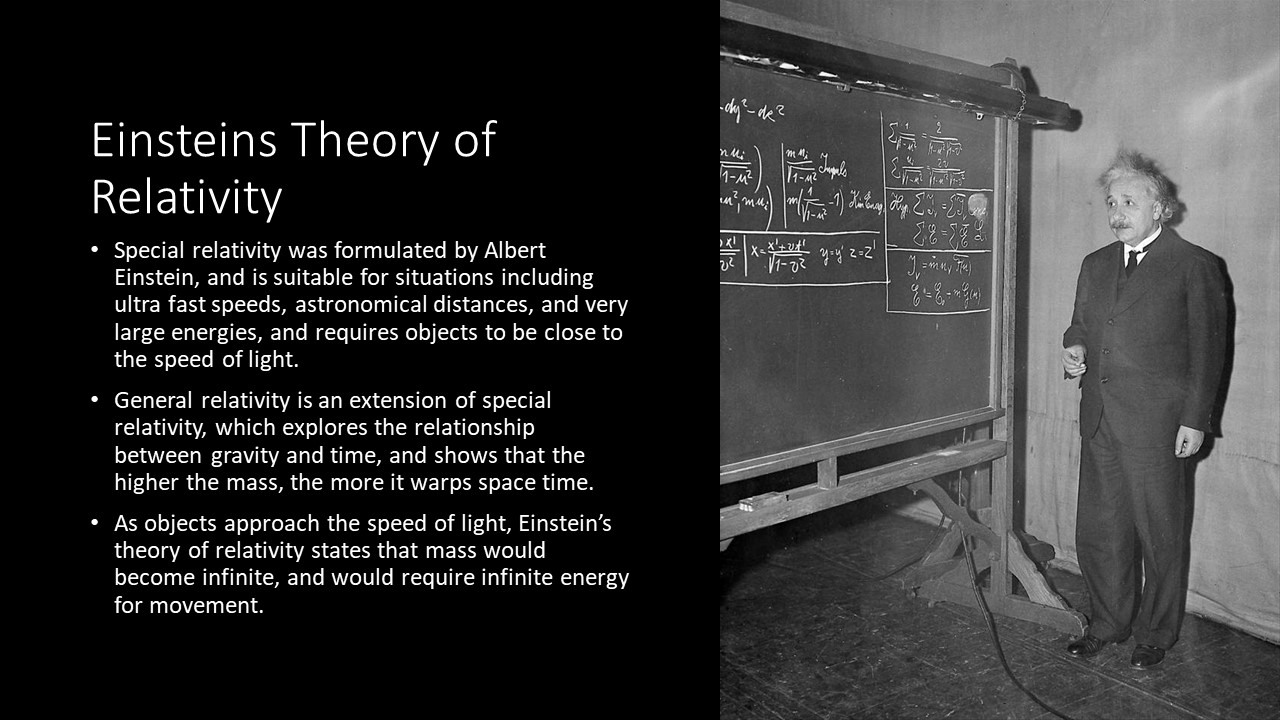 Einsteins Theory of
Relativity
• Special relativity was formulated by Albert
Einstein, and is suitable for situations including
ultra fast speeds, astronomical distances, and very
large energies, and requires objects to be close to
the speed of light.
• General relativity is an extension of special
relativity, which explores the relationship
between gravity and time, and shows that the
higher the mass, the more it warps space time.
• As objects approach the speed of light, Einstein’s
theory of relativity states that mass would
become infinite, and would require infinite energy
for movement.
-dy²-dz²
y=y' z=z'